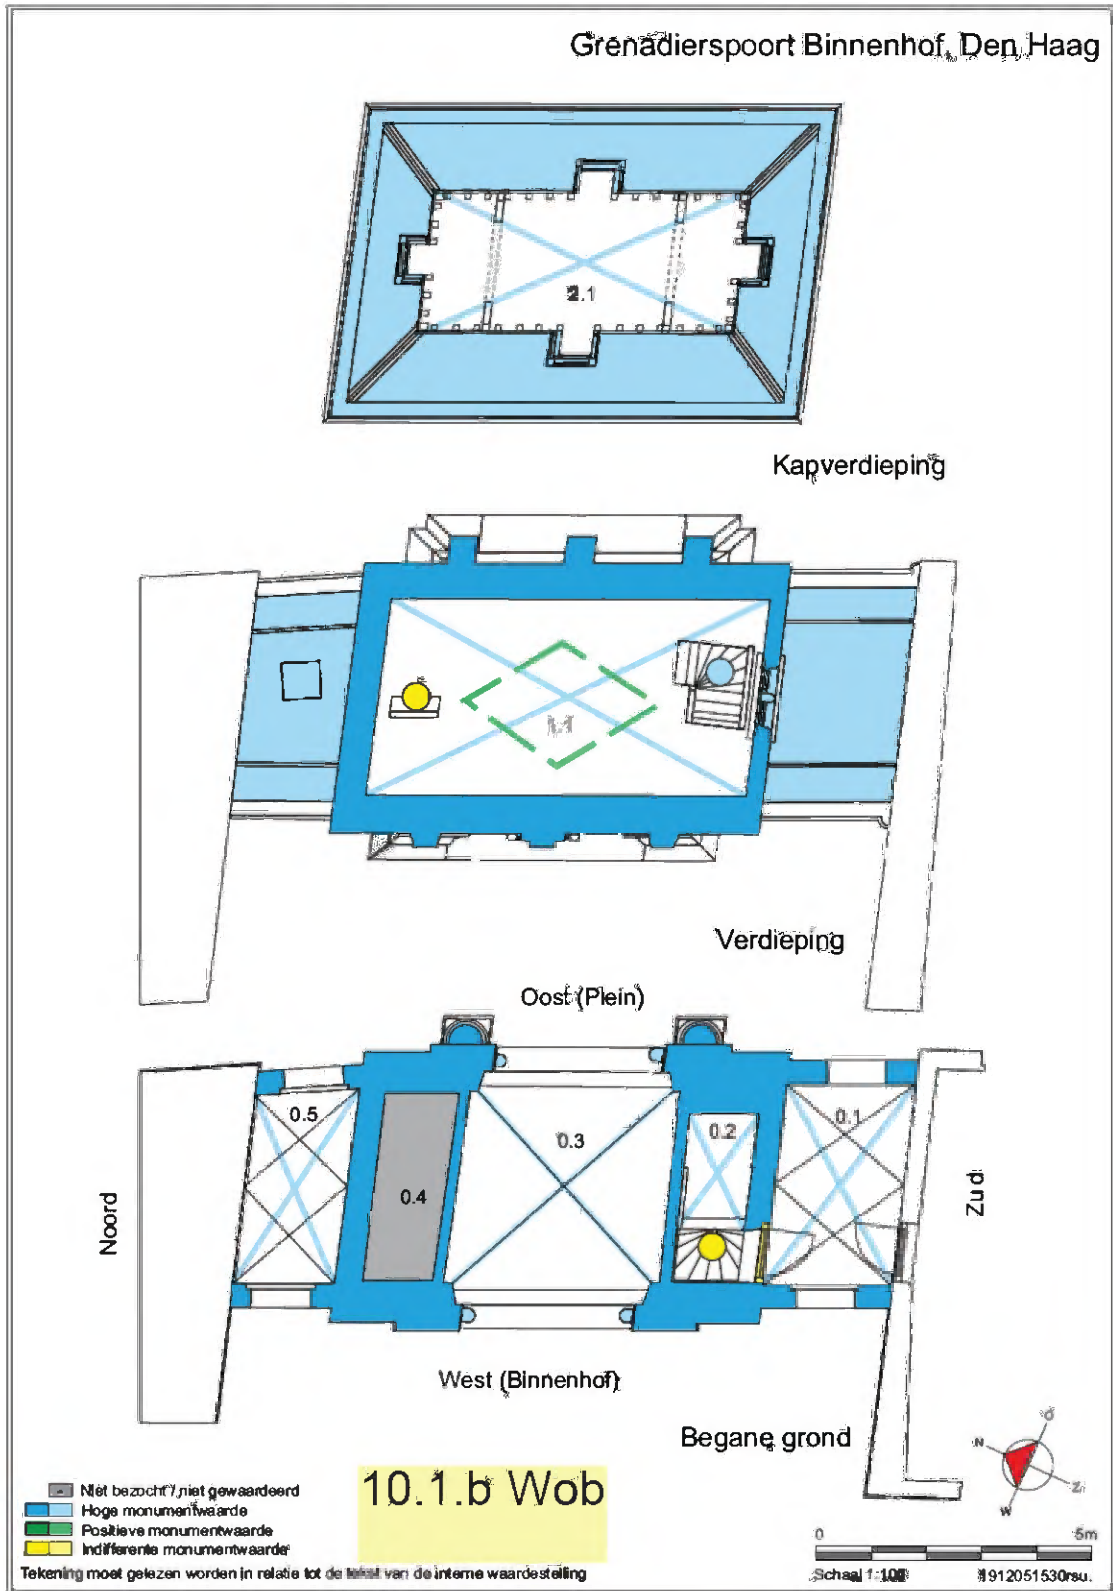 Grenadierspoort Binnenhof, Den Haag
2.1
Kapverdieping
Verdieping
Oost (Plein)
0.5
0.4
0.3
0.2
0.1
Noord
Zuid
West (Binnenhof)
Begane grond
N
O
Z
W
10.1.b Wob
Niet bezocht / niet gewaardeerd
Hoge monumentwaarde
Positieve monumentwaarde
Indifferente monumentwaarde
Tekening moet gelezen worden in relatie tot de tekst van de interne waardestelling
0 5m
Schaal 1:100
1912051530rsu.